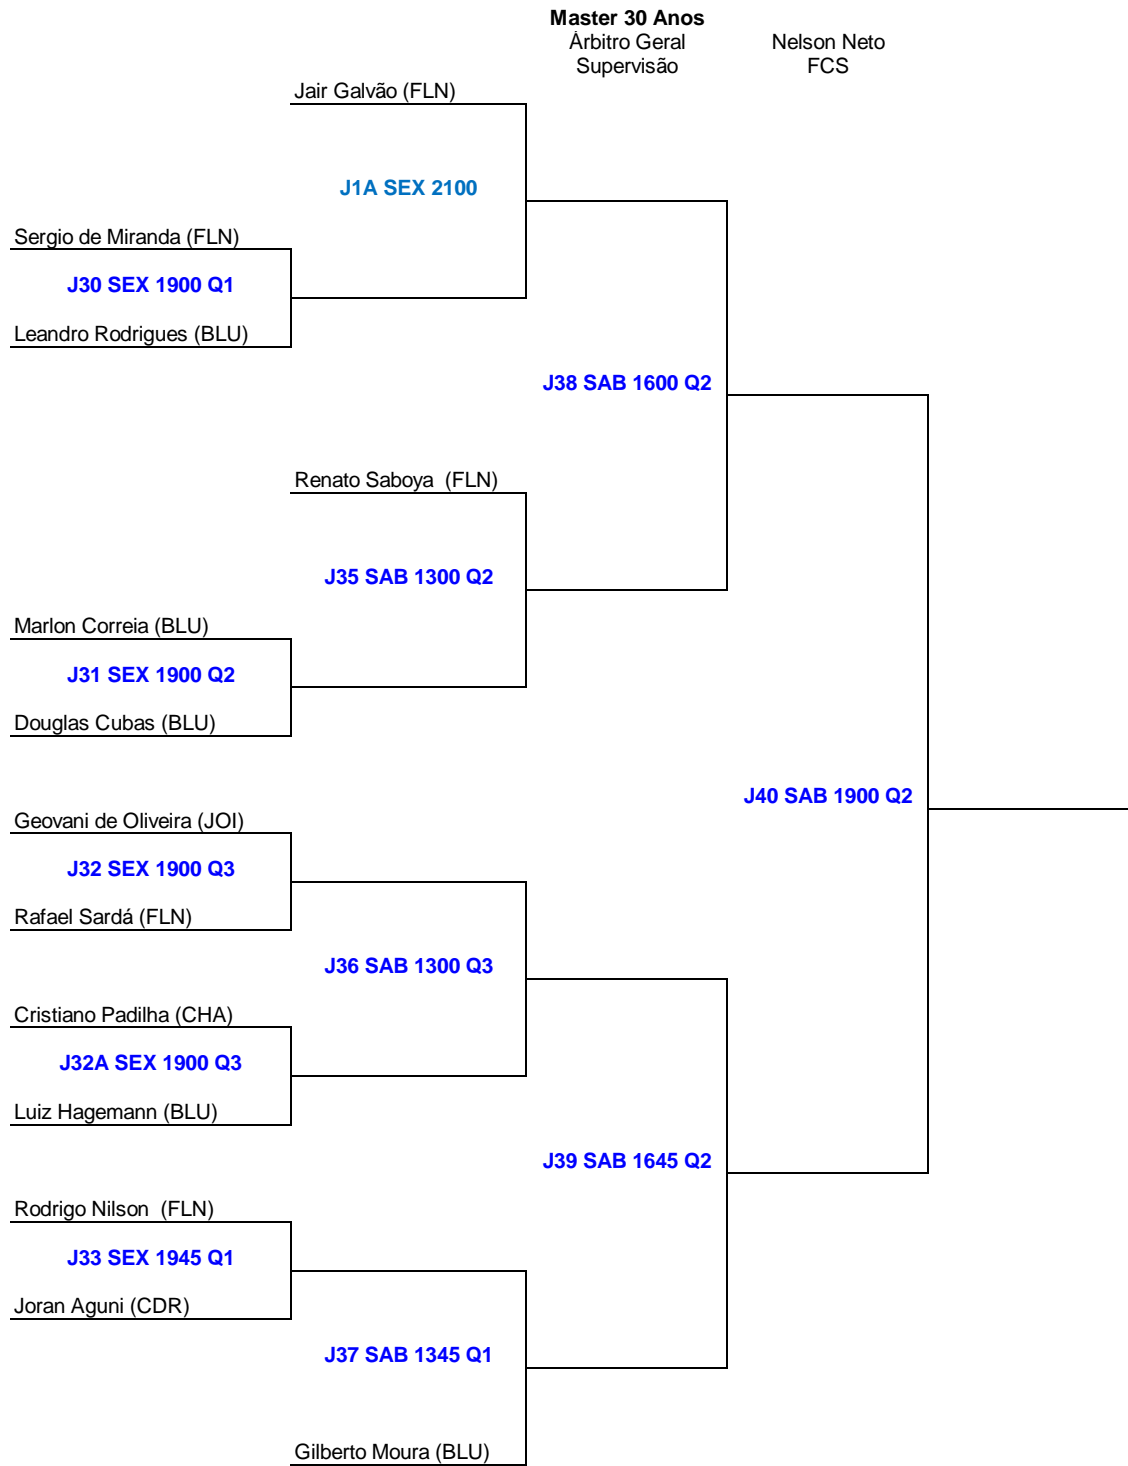 Master 30 Anos
Árbitro Geral Nelson Neto
Supervisão FCS
Jair Galvão (FLN)
J1A SEX 2100
Sergio de Miranda (FLN)
J30 SEX 1900 Q1
Leandro Rodrigues (BLU)
J38 SAB 1600 Q2
Renato Saboya (FLN)
J35 SAB 1300 Q2
Marlon Correia (BLU)
J31 SEX 1900 Q2
Douglas Cubas (BLU)
J40 SAB 1900 Q2
Geovani de Oliveira (JOI)
J32 SEX 1900 Q3
Rafael Sardá (FLN)
J36 SAB 1300 Q3
Cristiano Padilha (CHA)
J32A SEX 1900 Q3
Luiz Hagemann (BLU)
J39 SAB 1645 Q2
Rodrigo Nilson (FLN)
J33 SEX 1945 Q1
Joran Aguni (CDR)
J37 SAB 1345 Q1
Gilberto Moura (BLU)